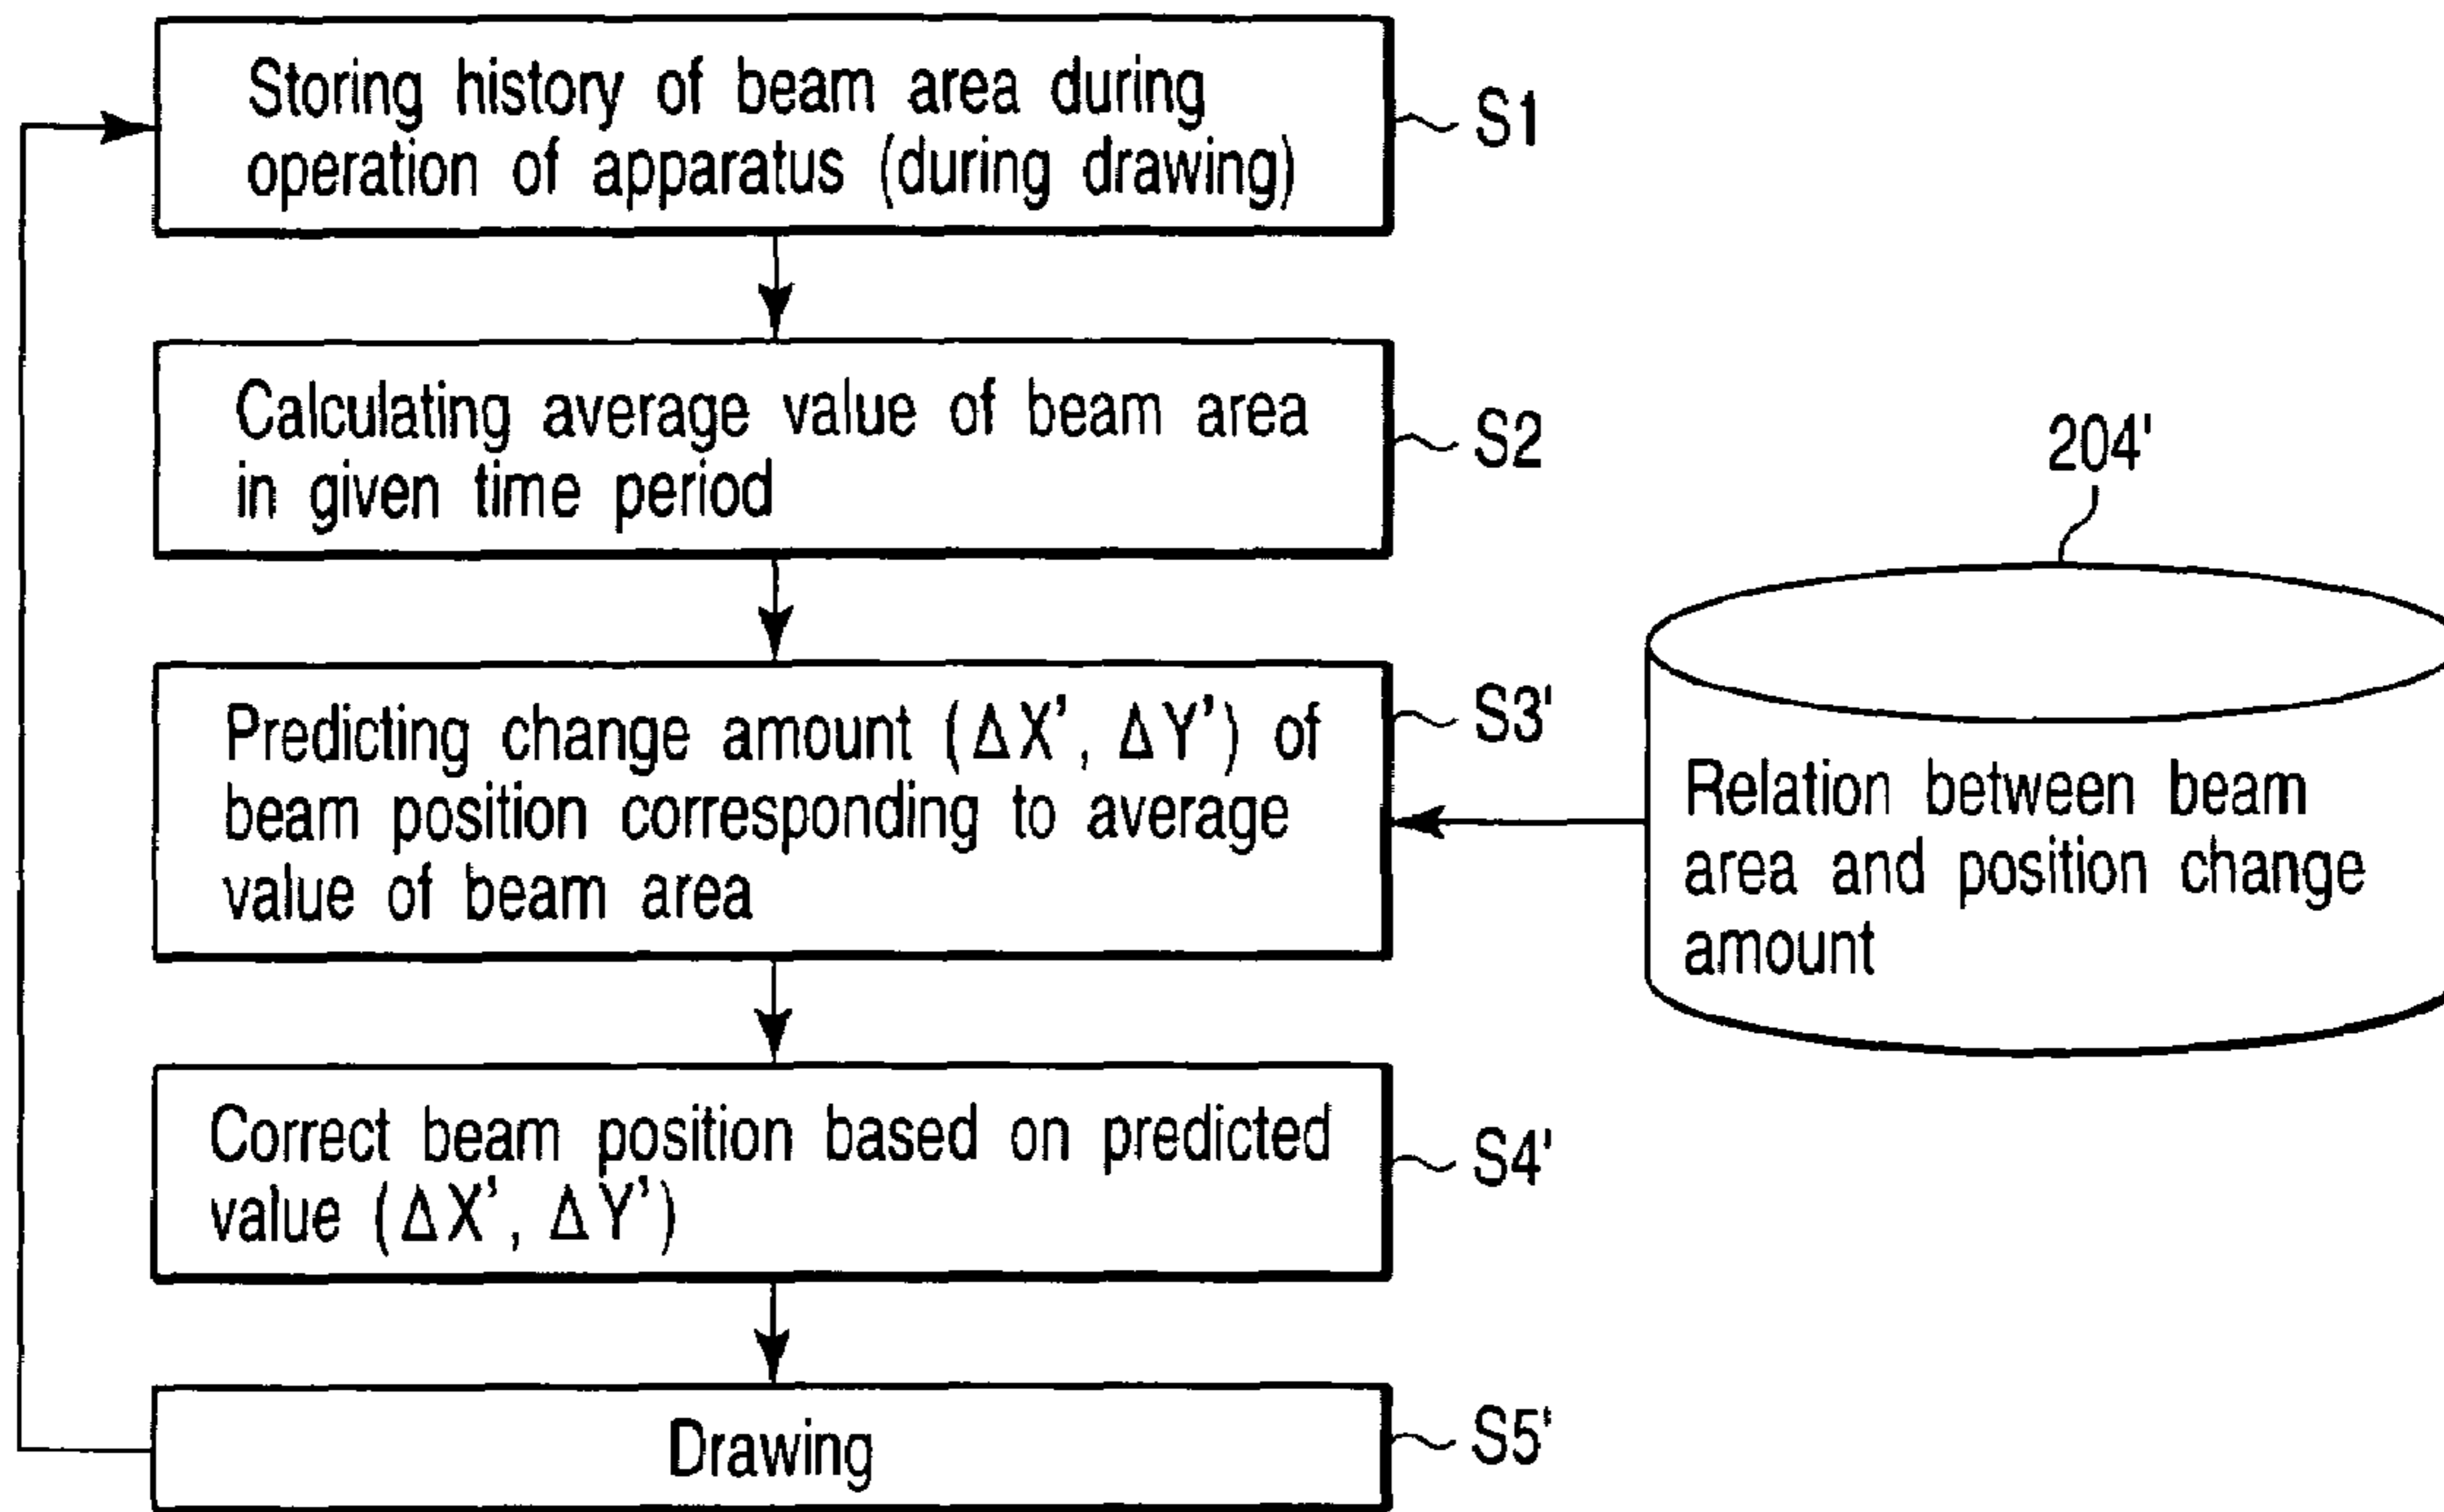 Storing history of beam area during
operation of apparatus (during drawing)
S1
Calculating average value of beam area
in given time period
S2
204'
Predicting change amount (ΔX', ΔY') of
beam position corresponding to average
value of beam area
S3'
Relation between beam
area and position change
amount
Correct beam position based on predicted
value (ΔX', ΔY')
S4'
Drawing
S5'